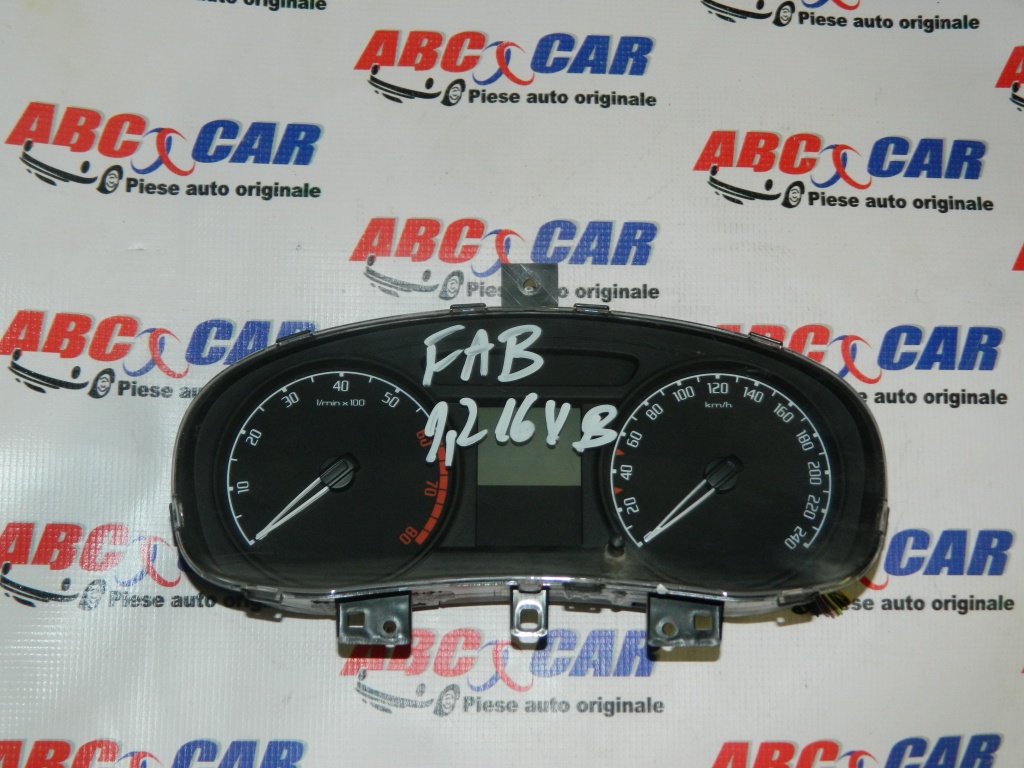 Piese auto originale
ABC CAR
Piese auto originale
ABC CAR
Piese auto originale
ABC CAR
Piese auto originale
ABC CAR
Piese originale
ABC CAR
Piese auto
CAR
auto originale
FAB
1,2 16V B
10
20
30
40
50
60
70
80
1/min x 100
20
40
60
80
100
120
140
160
180
200
220
240
km/h
ABC
Piese auto
CAR
auto originale
ABC CAR
Piese auto originale
ABC CAR
ABC CAR